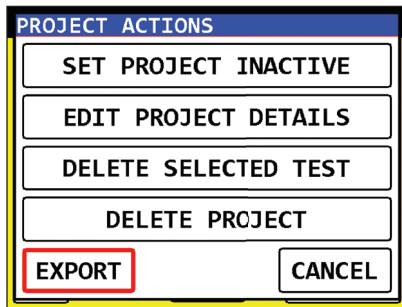 PROJECT ACTIONS
SET PROJECT INACTIVE
EDIT PROJECT DETAILS
DELETE SELECTED TEST
DELETE PROJECT
EXPORT CANCEL